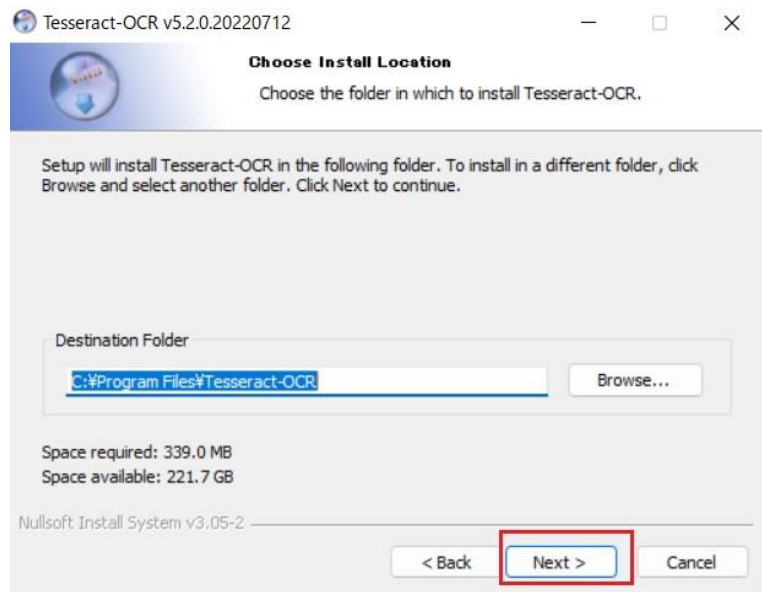 Tesseract-OCR v5.2.0.20220712
Choose Install Location
Choose the folder in which to install Tesseract-OCR.
Setup will install Tesseract-OCR in the following folder. To install in a different folder, click
Browse and select another folder. Click Next to continue.
Destination Folder
C:¥Program Files¥Tesseract-OCR
Browse...
Space required: 339.0 MB
Space available: 221.7 GB
Nullsoft Install System v3.05-2
< Back Next > Cancel